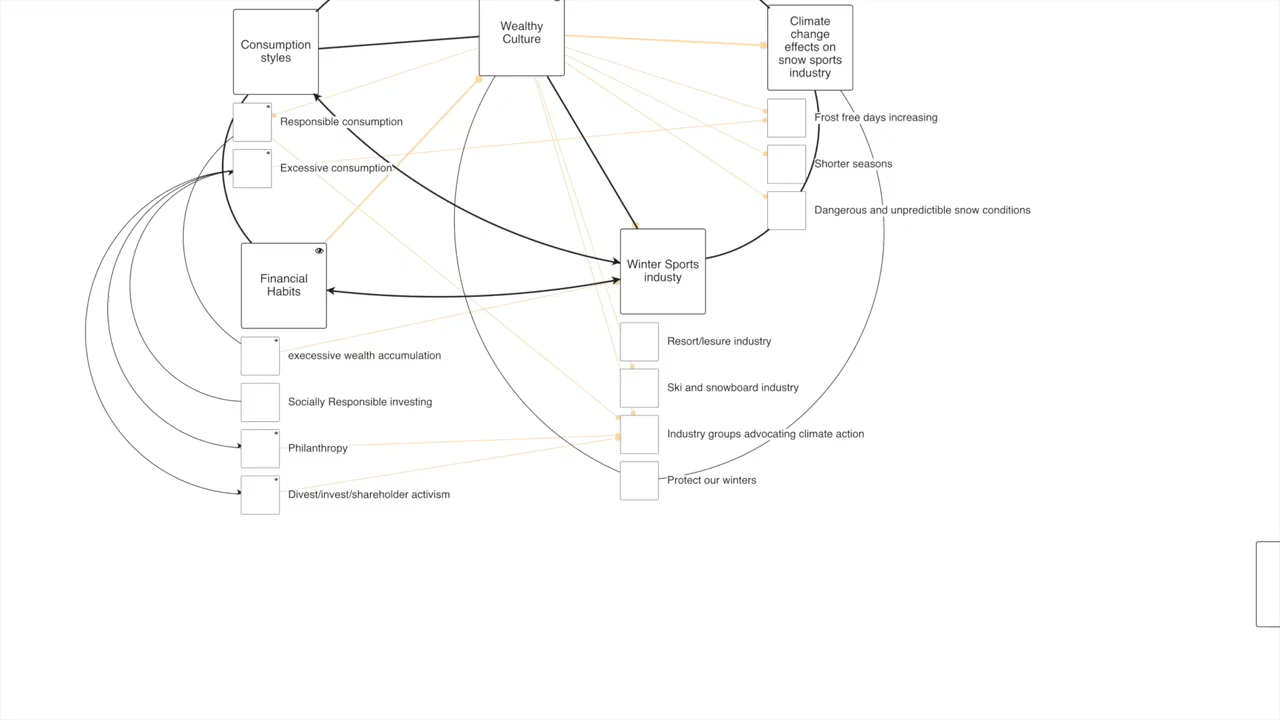 Consumption
styles
Responsible consumption
Excessive consumption
Financial
Habits
execessive wealth accumulation
Socially Responsible investing
Philanthropy
Divest/invest/shareholder activism
Wealthy
Culture
Winter Sports
industy
Resort/lesure industry
Ski and snowboard industry
Industry groups advocating climate action
Protect our winters
Climate
change
effects on
snow sports
industry
Frost free days increasing
Shorter seasons
Dangerous and unpredictible snow conditions